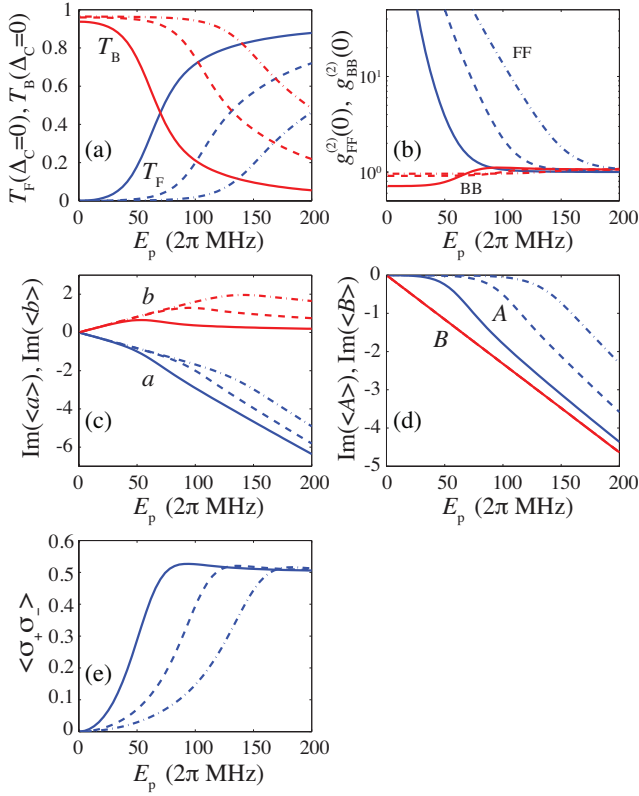 T_F(Δ_C=0), T_B(Δ_C=0)
1
0.8
0.6
0.4
0.2
0
T_B
(a)
T_F
0 50 100 150 200
E_p (2π MHz)
g_FF^(2)(0), g_BB^(2)(0)
10^1
10^0
FF
(b)
BB
0 50 100 150 200
E_p (2π MHz)
Im(<a>), Im(<b>)
2
0
-2
-4
-6
b
a
(c)
0 50 100 150 200
E_p (2π MHz)
Im(<A>), Im(<B>)
0
-1
-2
-3
-4
-5
A
B
(d)
0 50 100 150 200
E_p (2π MHz)
<σ_+ σ_->
0.6
0.5
0.4
0.3
0.2
0.1
0
(e)
0 50 100 150 200
E_p (2π MHz)